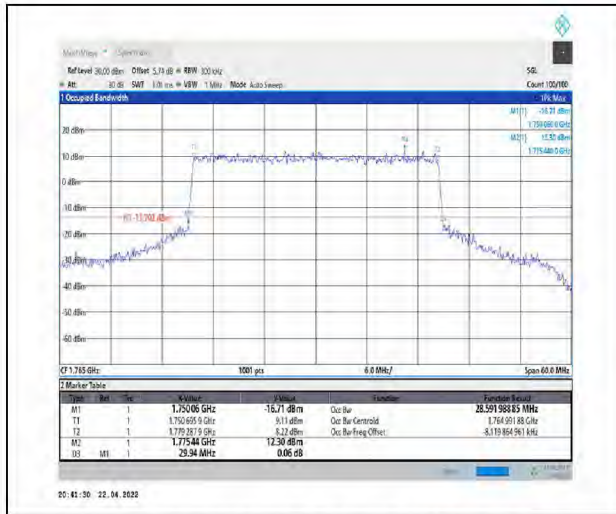 MultiView Spectrum
Ref Level 30.00 dBm Offset 5.74 dB RBW 300 kHz SGL
Att 30 dB SWT 1.01 ms VBW 1 MHz Mode Auto Sweep Count 100/100
1 Occupied Bandwidth 1Pk Max
M1[1] -16.71 dBm
1.750 060 0 GHz
M2[1] 12.30 dBm
1.775 440 0 GHz
20 dBm
10 dBm
0 dBm
-10 dBm
H1 -13.702 dBm
-20 dBm
-30 dBm
-40 dBm
-50 dBm
-60 dBm
CF 1.765 GHz 1001 pts 6.0 MHz/ Span 60.0 MHz
2 Marker Table
Type Ref Trc X-Value Y-Value Function Function Result
M1 1 1.750 06 GHz -16.71 dBm Occ Bw 28.591 988 85 MHz
T1 1 1.750 695 9 GHz 9.11 dBm Occ Bw Centroid 1.764 991 88 GHz
T2 1 1.779 287 9 GHz 8.22 dBm Occ Bw Freq Offset -8.119 864 961 kHz
M2 1 1.775 44 GHz 12.30 dBm
D3 M1 1 29.94 MHz 0.06 dB
20:41:30 22.04.2022